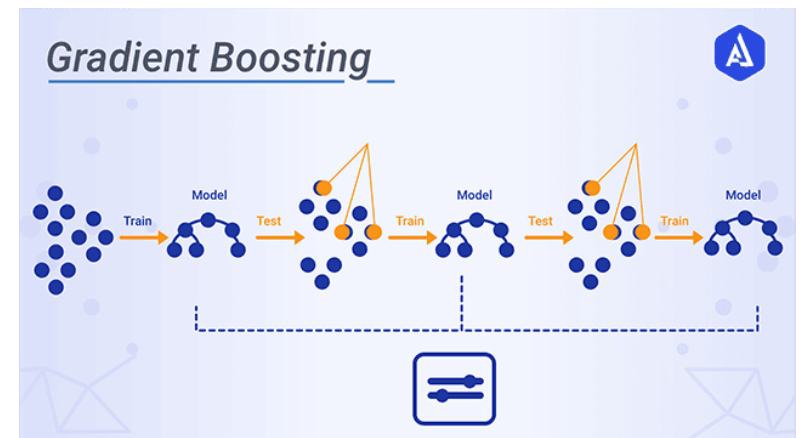 Gradient Boosting
Model
Model
Model
Train
Test
Train
Test
Train